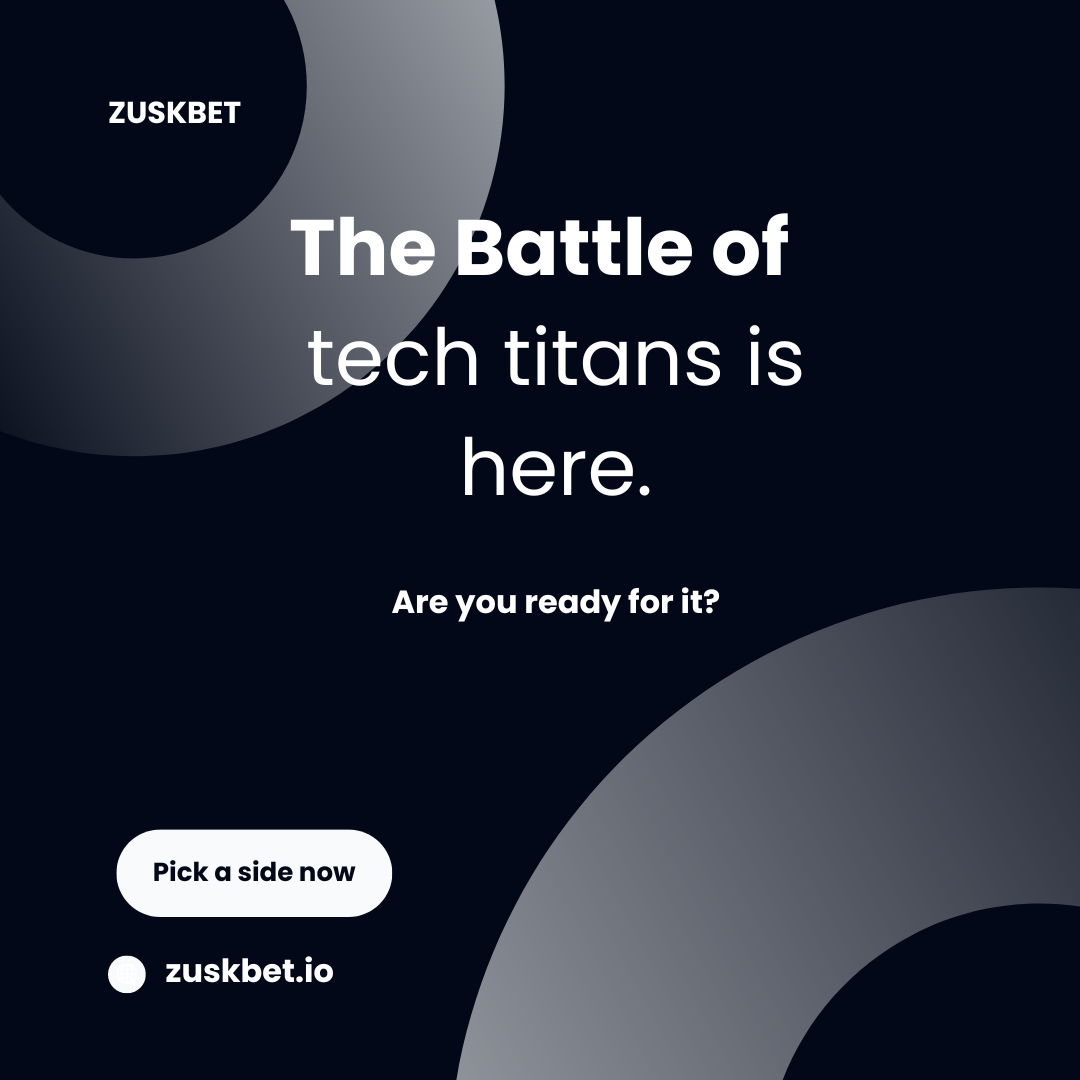 ZUSKBET
The Battle of
tech titans is
here.
Are you ready for it?
Pick a side now
zuskbet.io